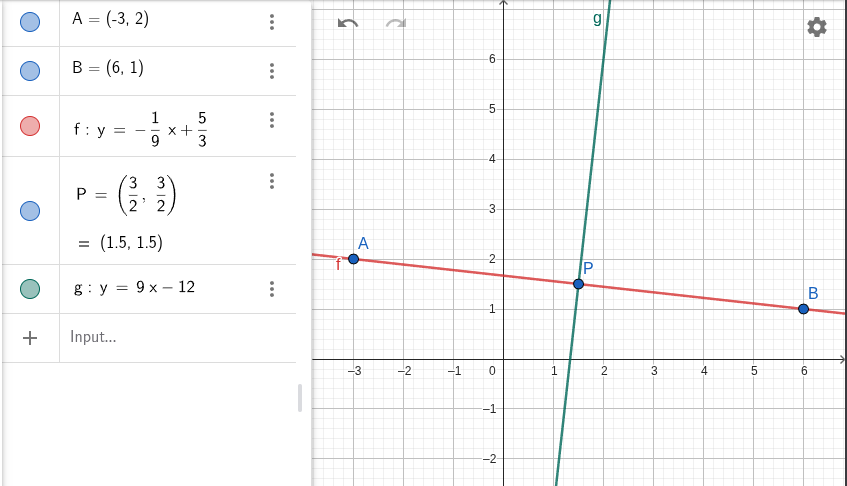 A = (-3, 2)
B = (6, 1)
f : y = −1/9 x + 5/3
P = (3/2, 3/2)
= (1.5, 1.5)
g : y = 9 x − 12
+ Input...
g
6
5
4
3
2
1
−1
−2
A
f
P
B
−3 −2 −1 0 1 2 3 4 5 6